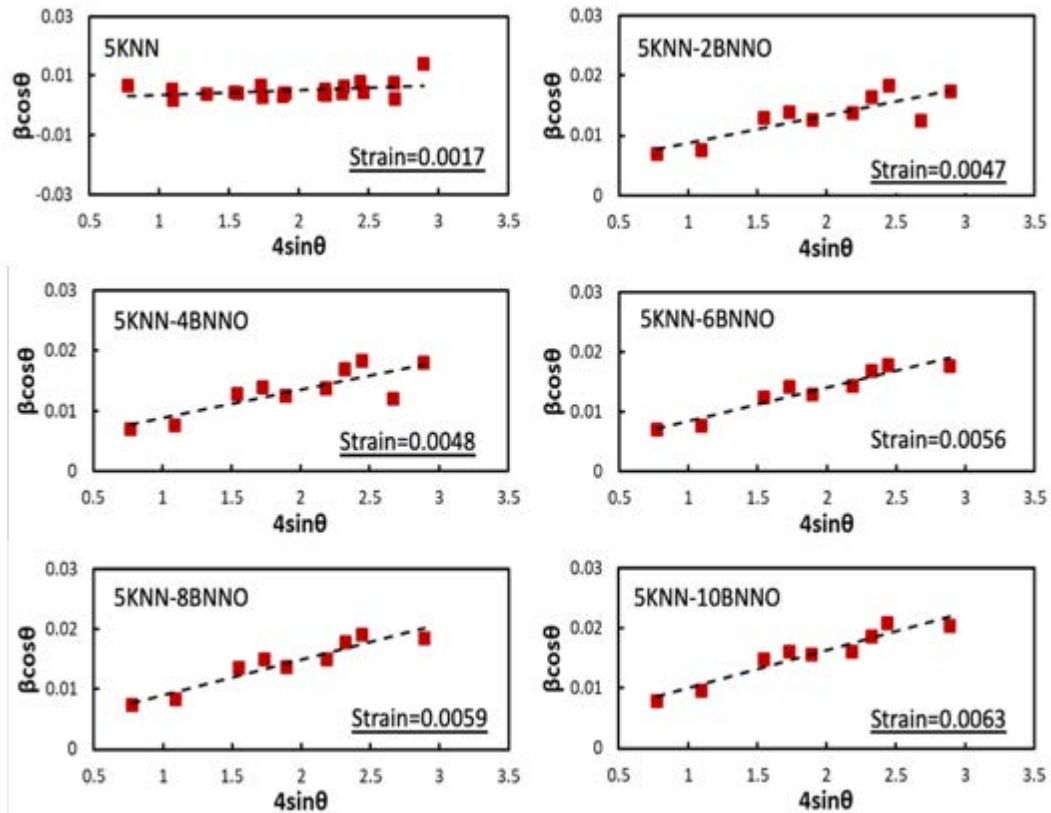 5KNN
0.03
0.01
-0.01
-0.03
βcosθ
Strain=0.0017
0.5 1 1.5 2 2.5 3 3.5
4sinθ
5KNN-2BNNO
0.03
0.02
0.01
0
βcosθ
Strain=0.0047
0.5 1 1.5 2 2.5 3 3.5
4sinθ
5KNN-4BNNO
0.03
0.02
0.01
0
βcosθ
Strain=0.0048
0.5 1 1.5 2 2.5 3 3.5
4sinθ
5KNN-6BNNO
0.03
0.02
0.01
0
βcosθ
Strain=0.0056
0.5 1 1.5 2 2.5 3 3.5
4sinθ
5KNN-8BNNO
0.03
0.02
0.01
0
βcosθ
Strain=0.0059
0.5 1 1.5 2 2.5 3 3.5
4sinθ
5KNN-10BNNO
0.03
0.02
0.01
0
βcosθ
Strain=0.0063
0.5 1 1.5 2 2.5 3 3.5
4sinθ